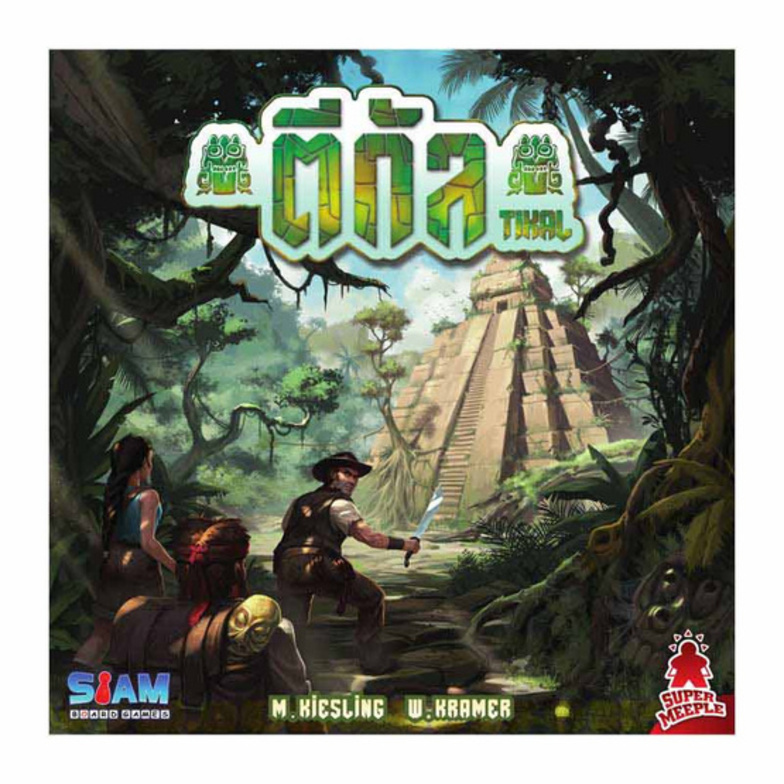 ตีกัล
TIKAL
SIAM
BOARD GAMES
M. KIESLING W. KRAMER
SUPER
MEEPLE